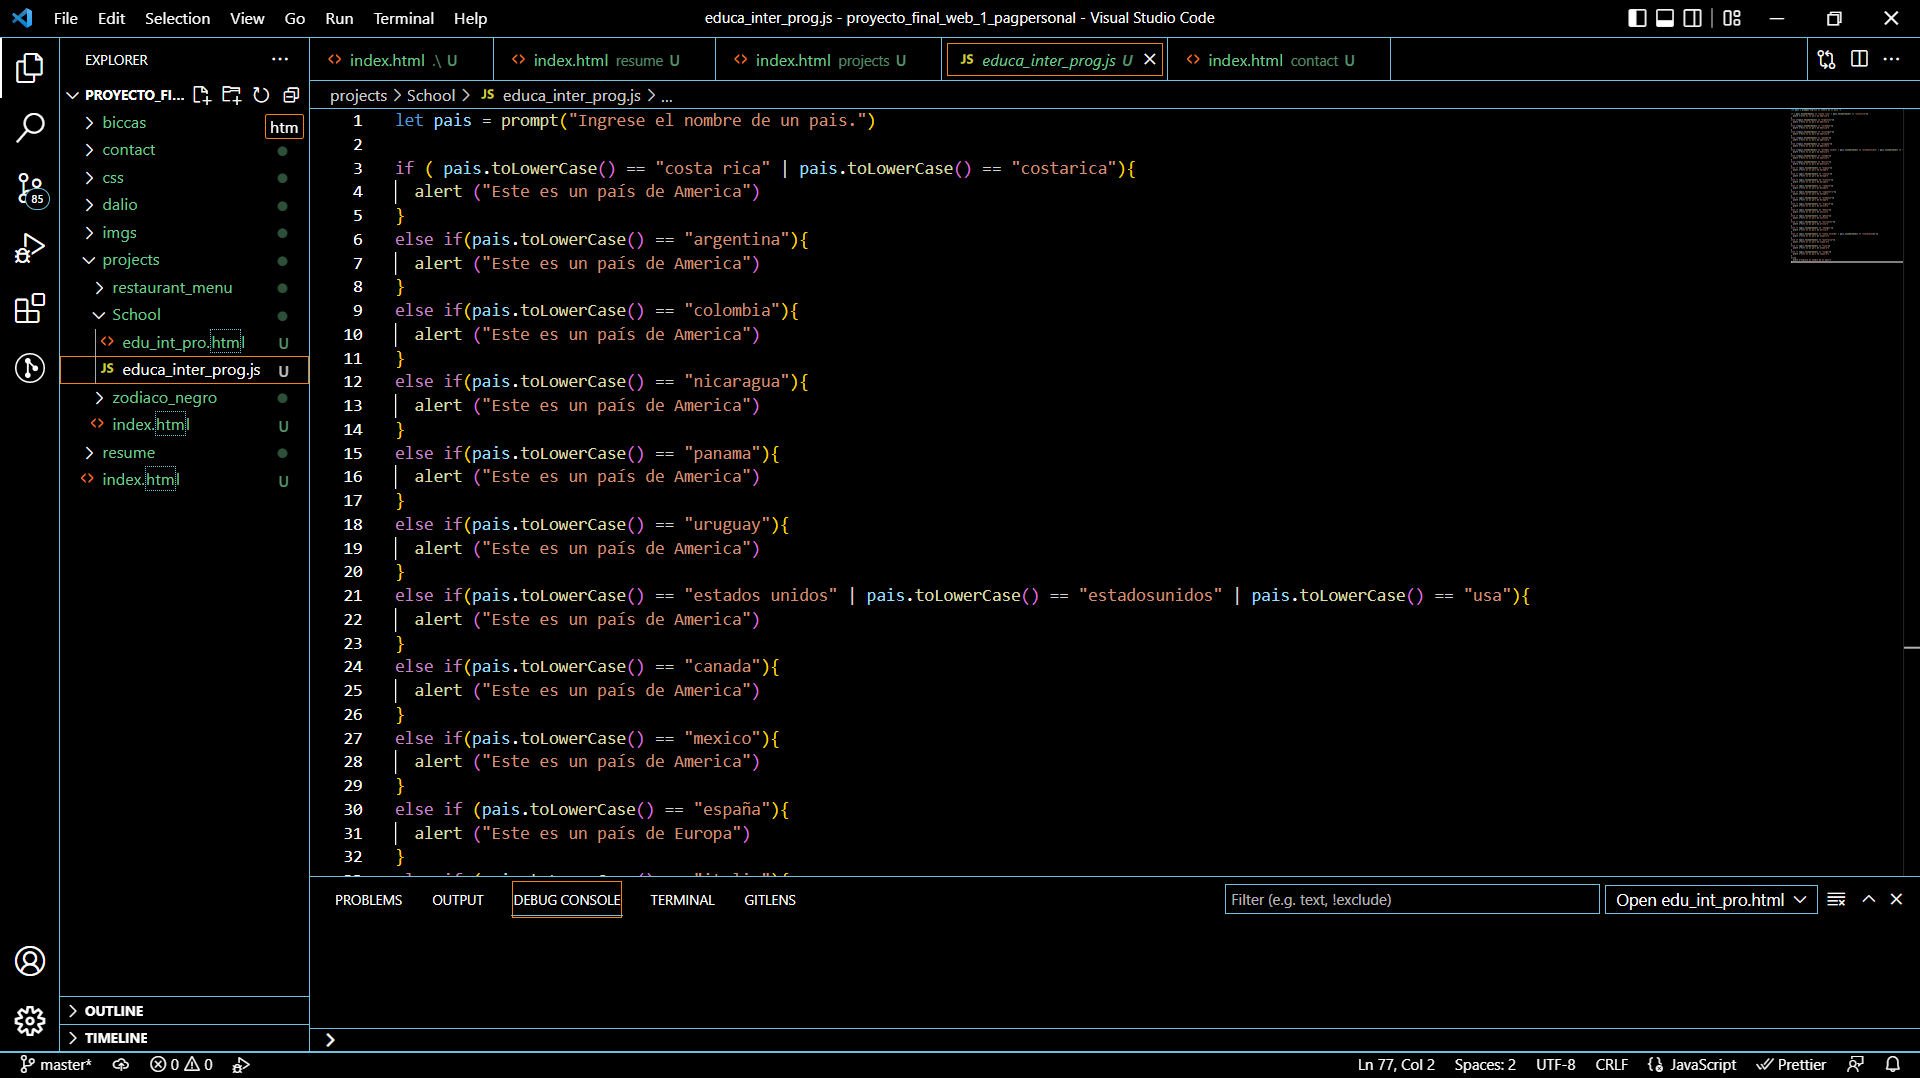 File Edit Selection View Go Run Terminal Help
educa_inter_prog.js - proyecto_final_web_1_pagpersonal - Visual Studio Code
EXPLORER
index.html .\ U
index.html resume U
index.html projects U
JS educa_inter_prog.js U
index.html contact U
PROYECTO_FI...
projects > School > JS educa_inter_prog.js > ...
htm
biccas
contact
css
dalio
imgs
projects
restaurant_menu
School
edu_int_pro.html U
JS educa_inter_prog.js U
zodiaco_negro
index.html U
resume
index.html U
85
OUTLINE
TIMELINE
1 let pais = prompt("Ingrese el nombre de un pais.")
2
3 if ( pais.toLowerCase() == "costa rica" | pais.toLowerCase() == "costarica"){
4 alert ("Este es un país de America")
5 }
6 else if(pais.toLowerCase() == "argentina"){
7 alert ("Este es un país de America")
8 }
9 else if(pais.toLowerCase() == "colombia"){
10 alert ("Este es un país de America")
11 }
12 else if(pais.toLowerCase() == "nicaragua"){
13 alert ("Este es un país de America")
14 }
15 else if(pais.toLowerCase() == "panama"){
16 alert ("Este es un país de America")
17 }
18 else if(pais.toLowerCase() == "uruguay"){
19 alert ("Este es un país de America")
20 }
21 else if(pais.toLowerCase() == "estados unidos" | pais.toLowerCase() == "estadosunidos" | pais.toLowerCase() == "usa"){
22 alert ("Este es un país de America")
23 }
24 else if(pais.toLowerCase() == "canada"){
25 alert ("Este es un país de America")
26 }
27 else if(pais.toLowerCase() == "mexico"){
28 alert ("Este es un país de America")
29 }
30 else if (pais.toLowerCase() == "españa"){
31 alert ("Este es un país de Europa")
32 }
PROBLEMS OUTPUT DEBUG CONSOLE TERMINAL GITLENS
Filter (e.g. text, !exclude)
Open edu_int_pro.html
master* 0 0
Ln 77, Col 2 Spaces: 2 UTF-8 CRLF JavaScript Prettier